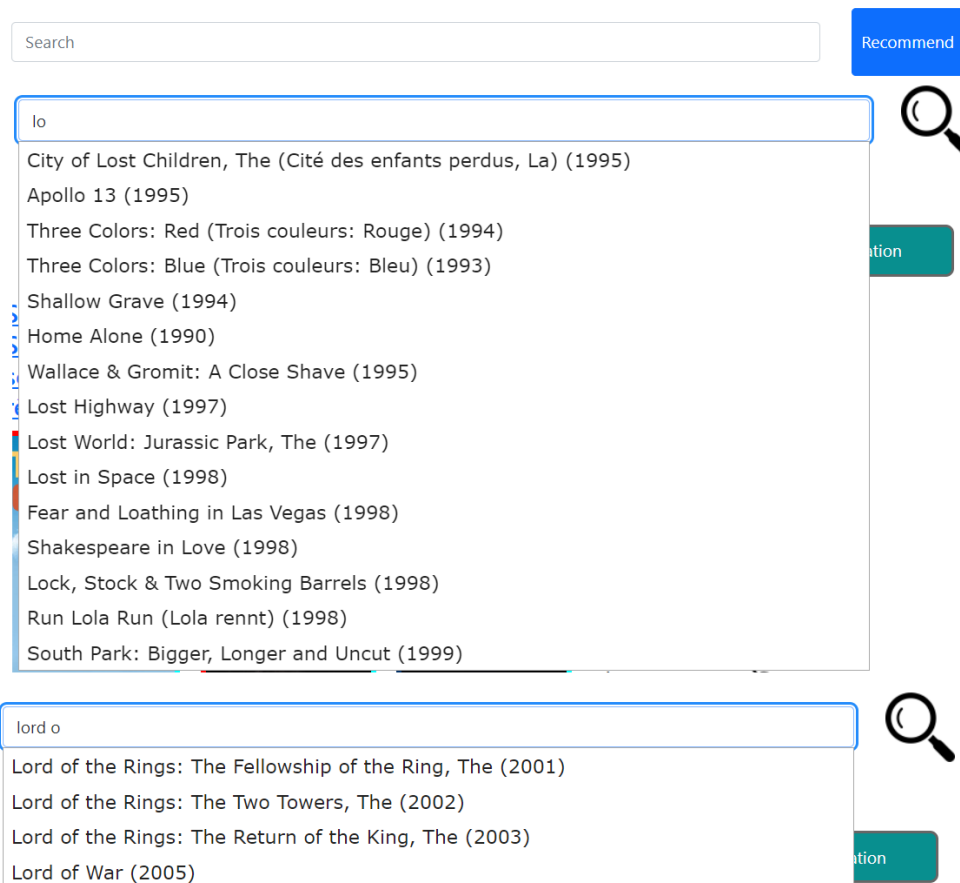 Search
Recommend
lo
City of Lost Children, The (Cité des enfants perdus, La) (1995)
Apollo 13 (1995)
Three Colors: Red (Trois couleurs: Rouge) (1994)
ation
Three Colors: Blue (Trois couleurs: Bleu) (1993)
Shallow Grave (1994)
Home Alone (1990)
Wallace & Gromit: A Close Shave (1995)
Lost Highway (1997)
Lost World: Jurassic Park, The (1997)
Lost in Space (1998)
Fear and Loathing in Las Vegas (1998)
Shakespeare in Love (1998)
Lock, Stock & Two Smoking Barrels (1998)
Run Lola Run (Lola rennt) (1998)
South Park: Bigger, Longer and Uncut (1999)
lord o
Lord of the Rings: The Fellowship of the Ring, The (2001)
Lord of the Rings: The Two Towers, The (2002)
Lord of the Rings: The Return of the King, The (2003)
ation
Lord of War (2005)